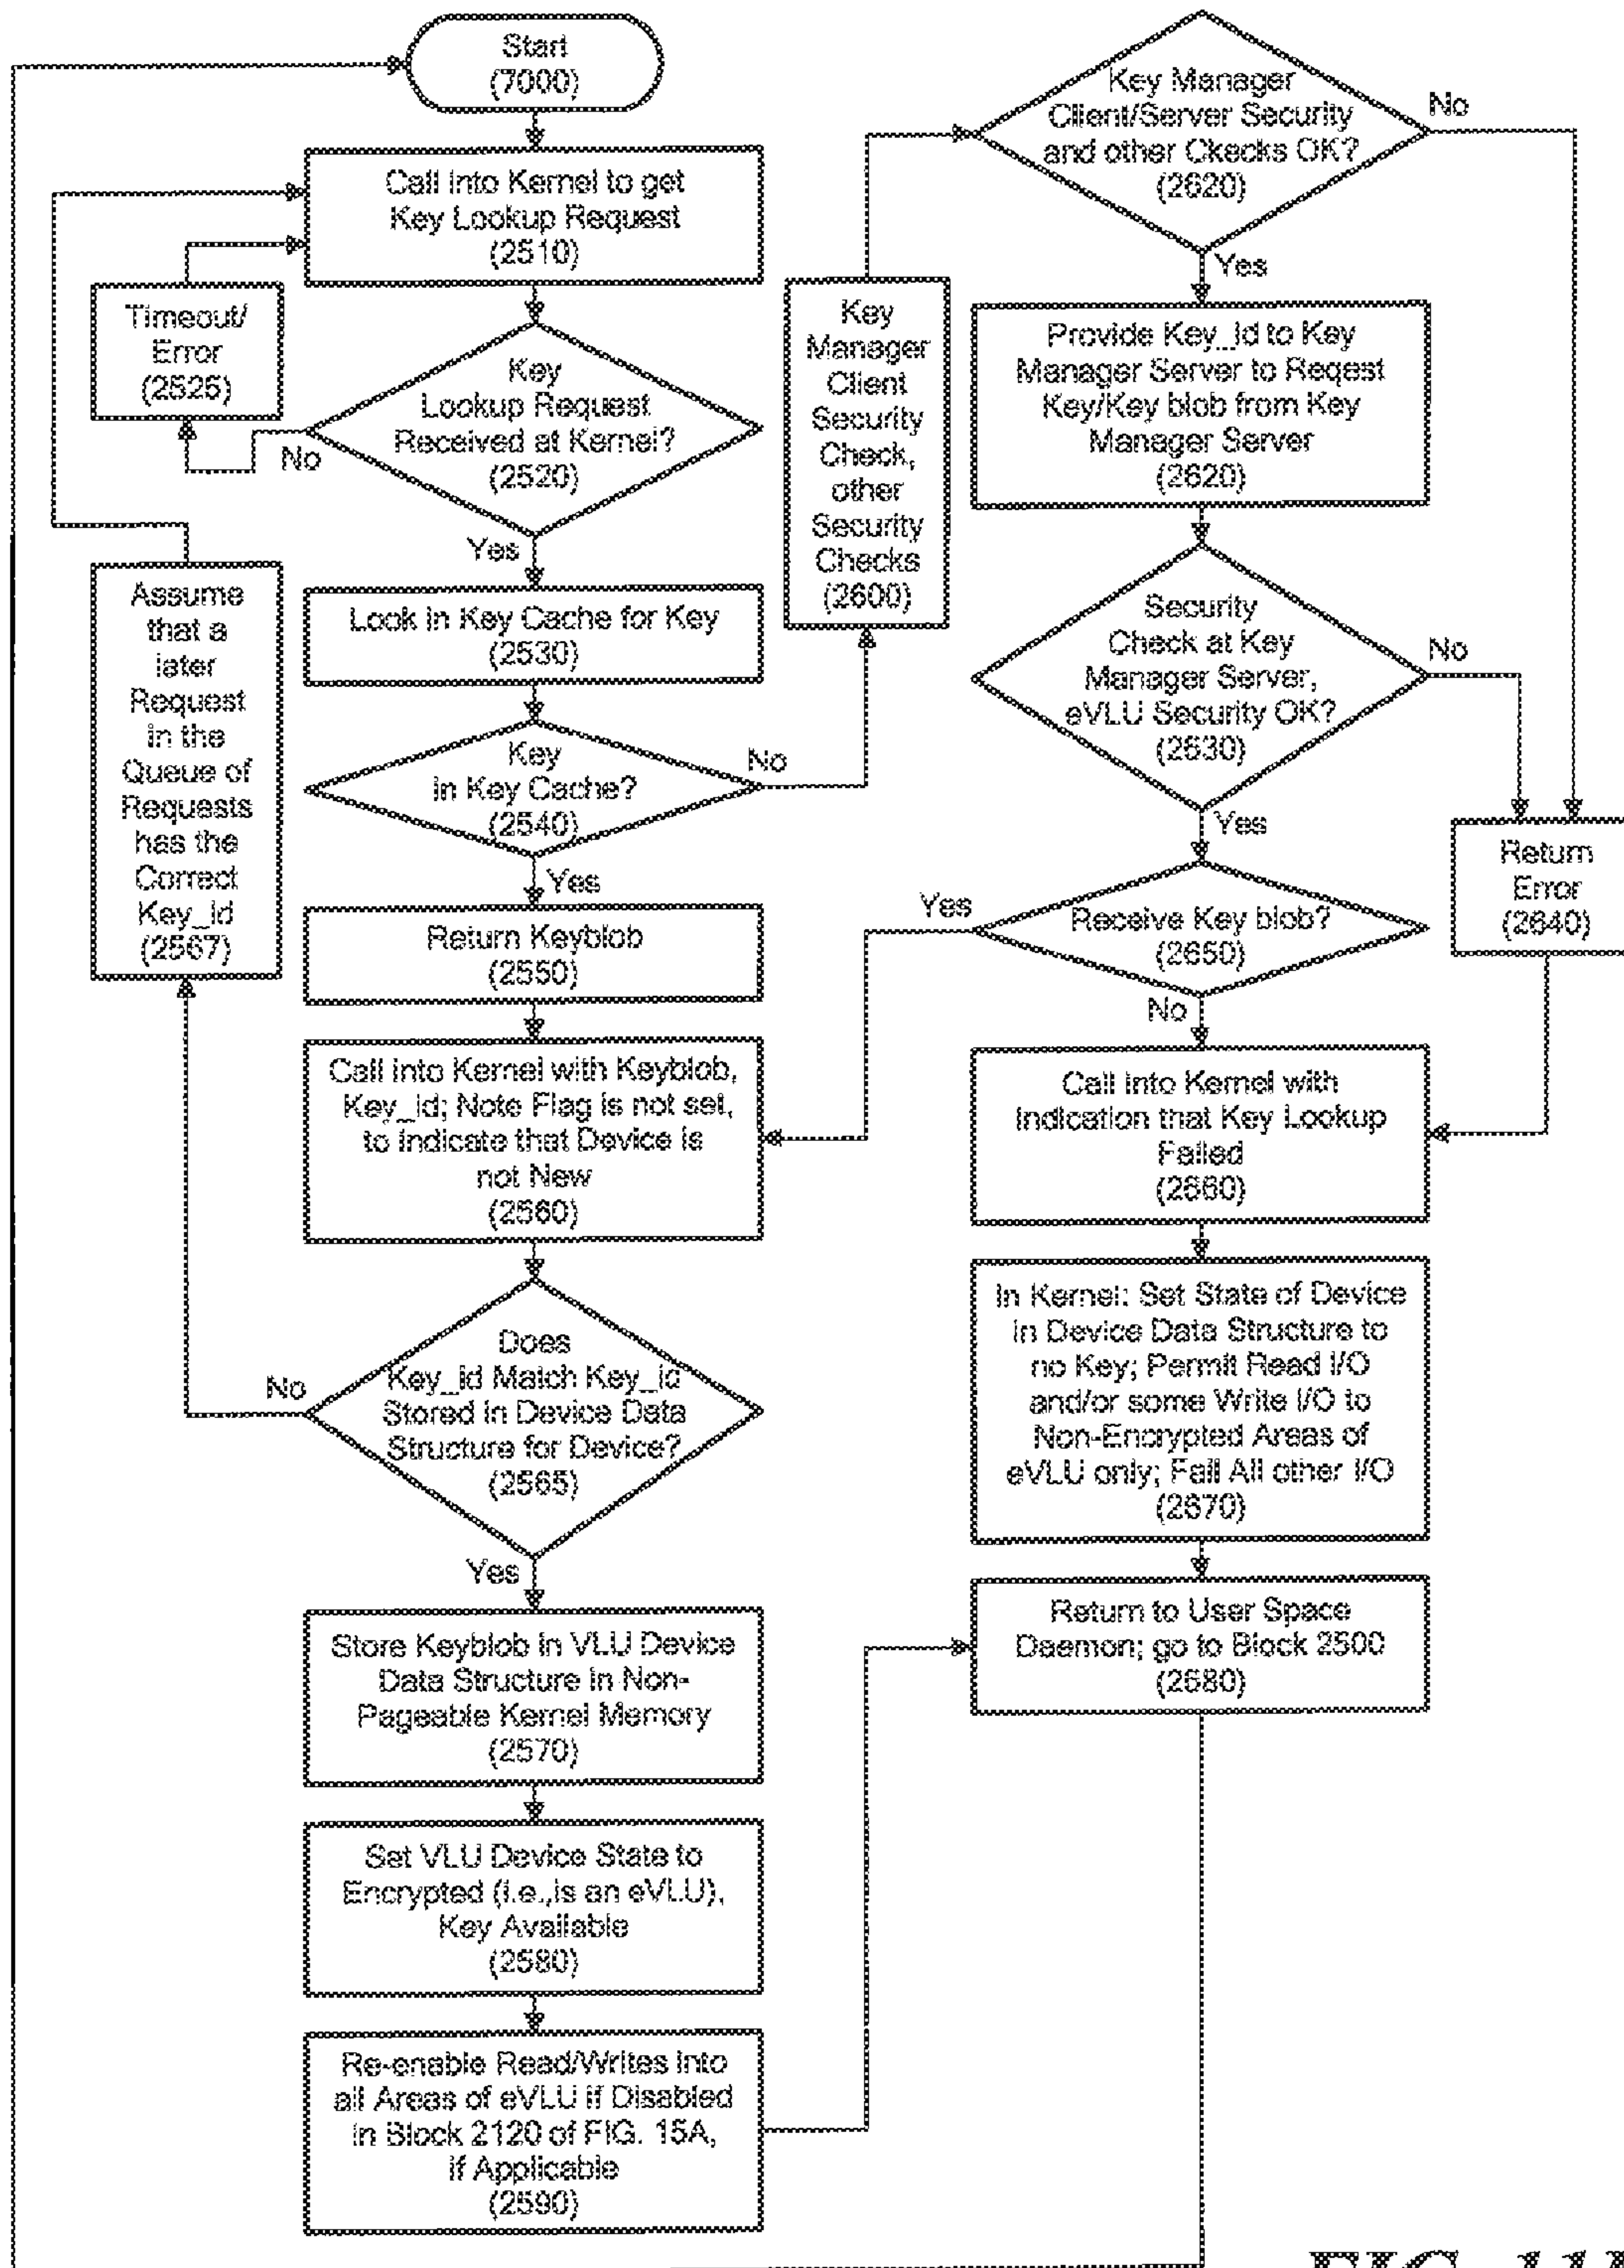 Start
(7000)
Call into Kernel to get
Key Lookup Request
(2510)
Timeout/
Error
(2525)
Key
Lookup Request
Received at Kernel?
(2520)
No
Yes
Look in Key Cache for Key
(2530)
Key
in Key Cache?
(2540)
No
Yes
Return Keyblob
(2550)
Call into Kernel with Keyblob,
Key_id; Note Flag is not set,
to indicate that Device is
not New
(2560)
Does
Key_id Match Key_id
Stored in Device Data
Structure for Device?
(2565)
No
Yes
Assume
that a
later
Request
in the
Queue of
Requests
has the
Correct
Key_id
(2567)
Store Keyblob in VLU Device
Data Structure in Non-
Pageable Kernel Memory
(2570)
Set VLU Device State to
Encrypted (i.e.,is an eVLU),
Key Available
(2580)
Re-enable Read/Writes into
all Areas of eVLU if Disabled
in Block 2120 of FIG. 15A,
if Applicable
(2590)
Key
Manager
Client
Security
Check,
other
Security
Checks
(2600)
Key Manager
Client/Server Security
and other Ckecks OK?
(2620)
No
Yes
Provide Key_id to Key
Manager Server to Reqest
Key/Key blob from Key
Manager Server
(2620)
Security
Check at Key
Manager Server,
eVLU Security OK?
(2630)
No
Yes
Return
Error
(2640)
Receive Key blob?
(2650)
Yes
No
Call into Kernel with
Indication that Key Lookup
Failed
(2660)
In Kernel: Set State of Device
in Device Data Structure to
no Key; Permit Read I/O
and/or some Write I/O to
Non-Encrypted Areas of
eVLU only; Fail All other I/O
(2670)
Return to User Space
Daemon; go to Block 2500
(2680)